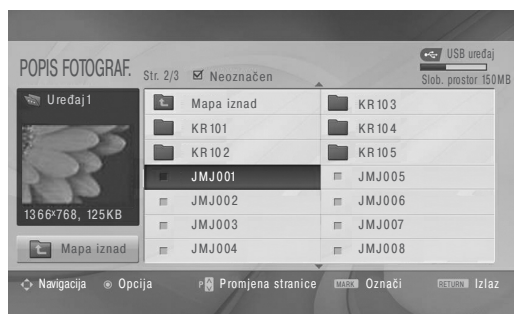 USB uređaj
POPIS FOTOGRAF.
Str. 2/3
Neoznačen
Slob. prostor 150MB
Uređaj1
1366x768, 125KB
Mapa iznad
Mapa iznad
KR101
KR102
JMJ001
JMJ002
JMJ003
JMJ004
KR103
KR104
KR105
JMJ005
JMJ006
JMJ007
JMJ008
Navigacija
Opcija
P Promjena stranice
MARK Označi
RETURN Izlaz